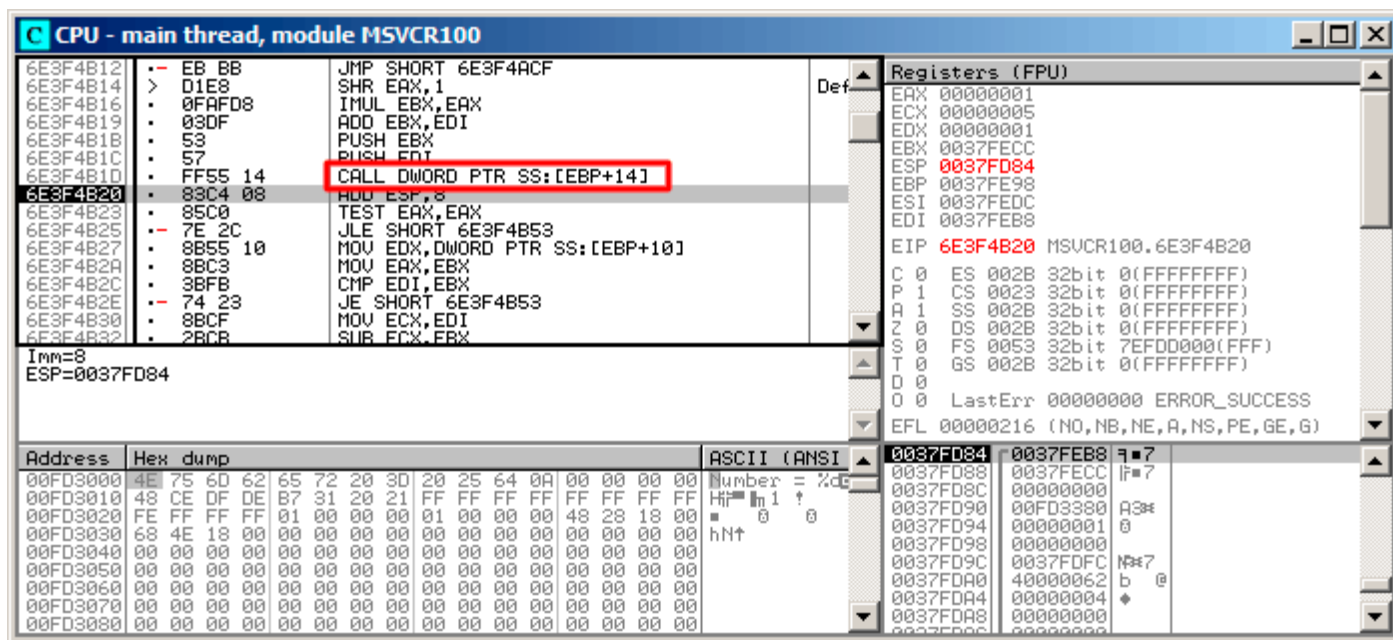 C CPU - main thread, module MSVCR100
6E3F4B12 ·- EB BB JMP SHORT 6E3F4ACF
6E3F4B14 > D1E8 SHR EAX,1 Def
6E3F4B16 · 0FAFD8 IMUL EBX,EAX
6E3F4B19 · 03DF ADD EBX,EDI
6E3F4B1B · 53 PUSH EBX
6E3F4B1C · 57 PUSH EDI
6E3F4B1D · FF55 14 CALL DWORD PTR SS:[EBP+14]
6E3F4B20 · 83C4 08 ADD ESP,8
6E3F4B23 · 85C0 TEST EAX,EAX
6E3F4B25 ·- 7E 2C JLE SHORT 6E3F4B53
6E3F4B27 · 8B55 10 MOV EDX,DWORD PTR SS:[EBP+10]
6E3F4B2A · 8BC3 MOV EAX,EBX
6E3F4B2C · 3BFB CMP EDI,EBX
6E3F4B2E ·- 74 23 JE SHORT 6E3F4B53
6E3F4B30 · 8BCF MOV ECX,EDI
6E3F4B32 · 2BCB SUB ECX,EBX
Imm=8
ESP=0037FD84
Registers (FPU)
EAX 00000001
ECX 00000005
EDX 00000001
EBX 0037FECC
ESP 0037FD84
EBP 0037FE98
ESI 0037FEDC
EDI 0037FEB8
EIP 6E3F4B20 MSVCR100.6E3F4B20
C 0 ES 002B 32bit 0(FFFFFFFF)
P 1 CS 0023 32bit 0(FFFFFFFF)
A 1 SS 002B 32bit 0(FFFFFFFF)
Z 0 DS 002B 32bit 0(FFFFFFFF)
S 0 FS 0053 32bit 7EFDD000(FFF)
T 0 GS 002B 32bit 0(FFFFFFFF)
D 0
O 0 LastErr 00000000 ERROR_SUCCESS
EFL 00000216 (NO,NB,NE,A,NS,PE,GE,G)
Address Hex dump ASCII (ANSI
00FD3000 4E 75 6D 62 65 72 20 3D 20 25 64 0A 00 00 00 00 Number = %d
00FD3010 48 CE DF DE B7 31 20 21 FF FF FF FF FF FF FF FF
00FD3020 FE FF FF FF 01 00 00 00 01 00 00 00 48 28 18 00
00FD3030 68 4E 18 00 00 00 00 00 00 00 00 00 00 00 00 00 hN↑
00FD3040 00 00 00 00 00 00 00 00 00 00 00 00 00 00 00 00
00FD3050 00 00 00 00 00 00 00 00 00 00 00 00 00 00 00 00
00FD3060 00 00 00 00 00 00 00 00 00 00 00 00 00 00 00 00
00FD3070 00 00 00 00 00 00 00 00 00 00 00 00 00 00 00 00
00FD3080 00 00 00 00 00 00 00 00 00 00 00 00 00 00 00 00
0037FD84 0037FEB8 ╕■7
0037FD88 0037FECC ╠■7
0037FD8C 00000000
0037FD90 00FD3380
0037FD94 00000001
0037FD98 00000000
0037FD9C 0037FDFC
0037FDA0 40000062 b @
0037FDA4 00000004 ♦
0037FDA8 00000000